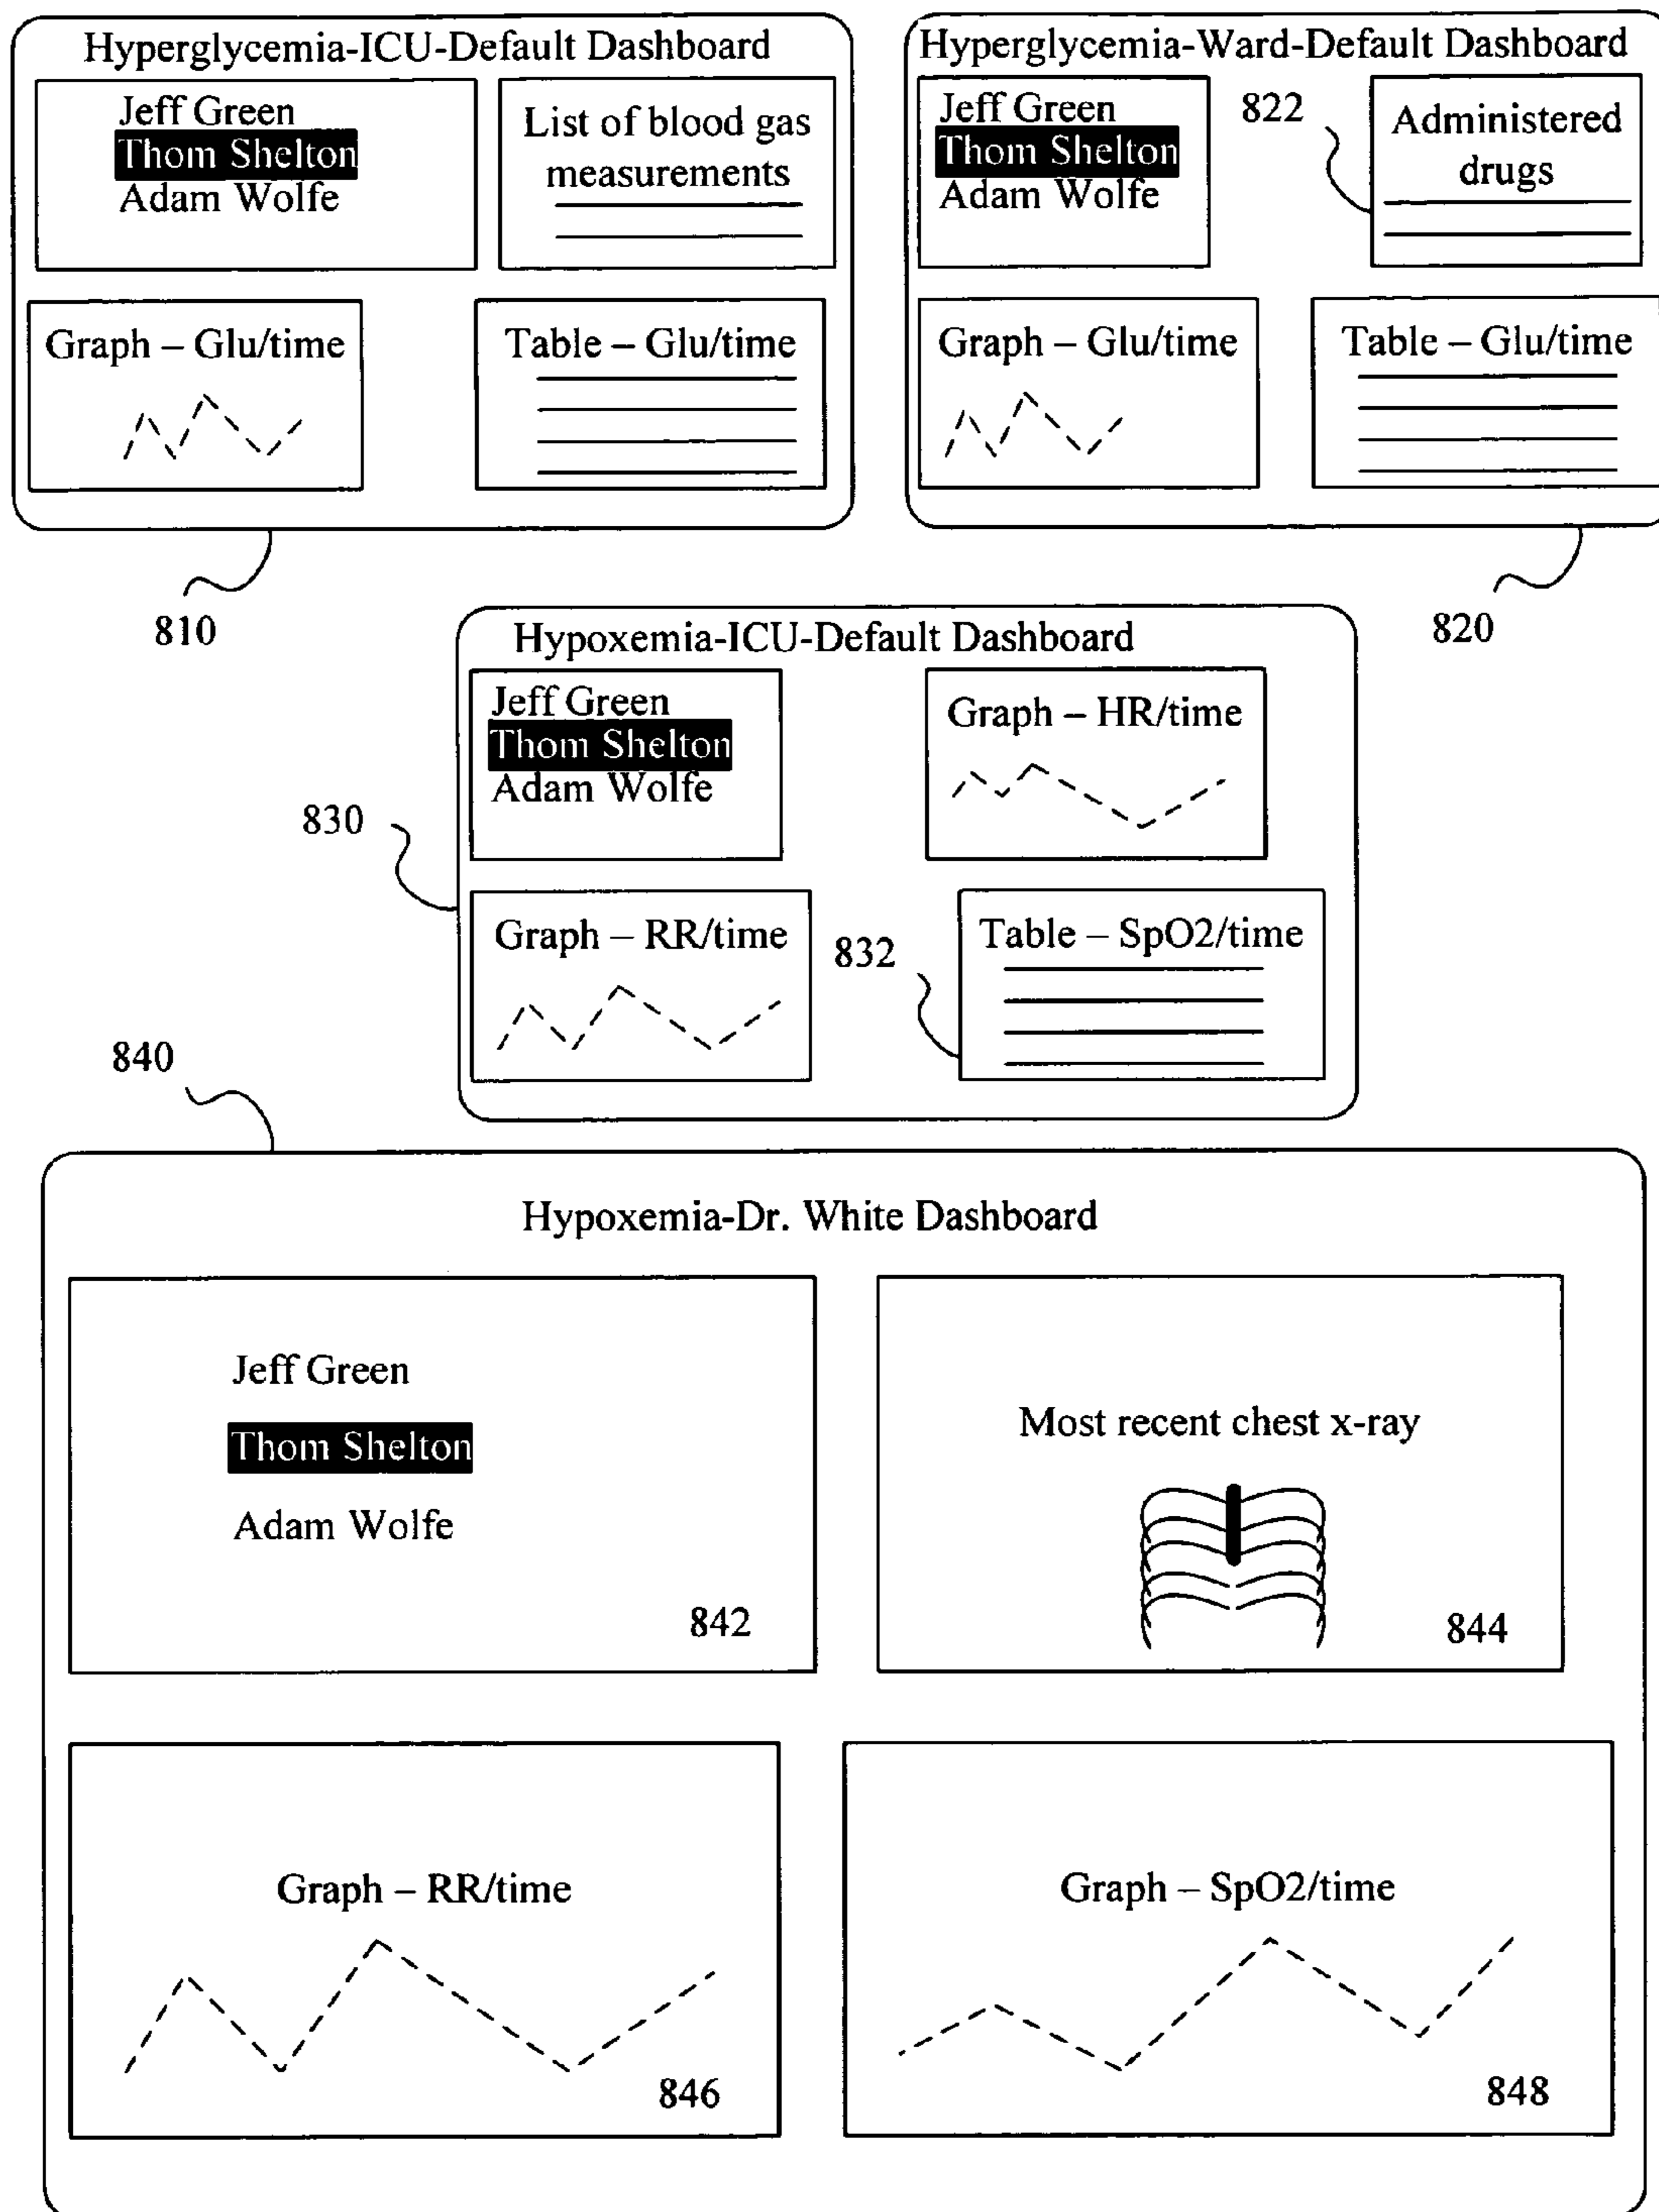 Hyperglycemia-ICU-Default Dashboard
Jeff Green
Thom Shelton
Adam Wolfe
List of blood gas
measurements
Graph – Glu/time
Table – Glu/time
810
Hyperglycemia-Ward-Default Dashboard
Jeff Green
Thom Shelton
Adam Wolfe
822
Administered
drugs
Graph – Glu/time
Table – Glu/time
820
Hypoxemia-ICU-Default Dashboard
Jeff Green
Thom Shelton
Adam Wolfe
Graph – HR/time
830
Graph – RR/time
832
Table – SpO2/time
840
Hypoxemia-Dr. White Dashboard
Jeff Green
Thom Shelton
Adam Wolfe
842
Most recent chest x-ray
844
Graph – RR/time
846
Graph – SpO2/time
848